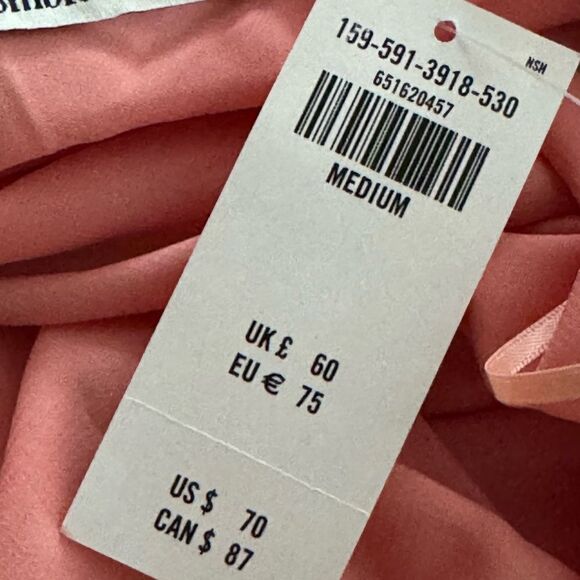 159-591-3918-530
NSH
651620457
MEDIUM
UK £ 60
EU € 75
US $ 70
CAN $ 87